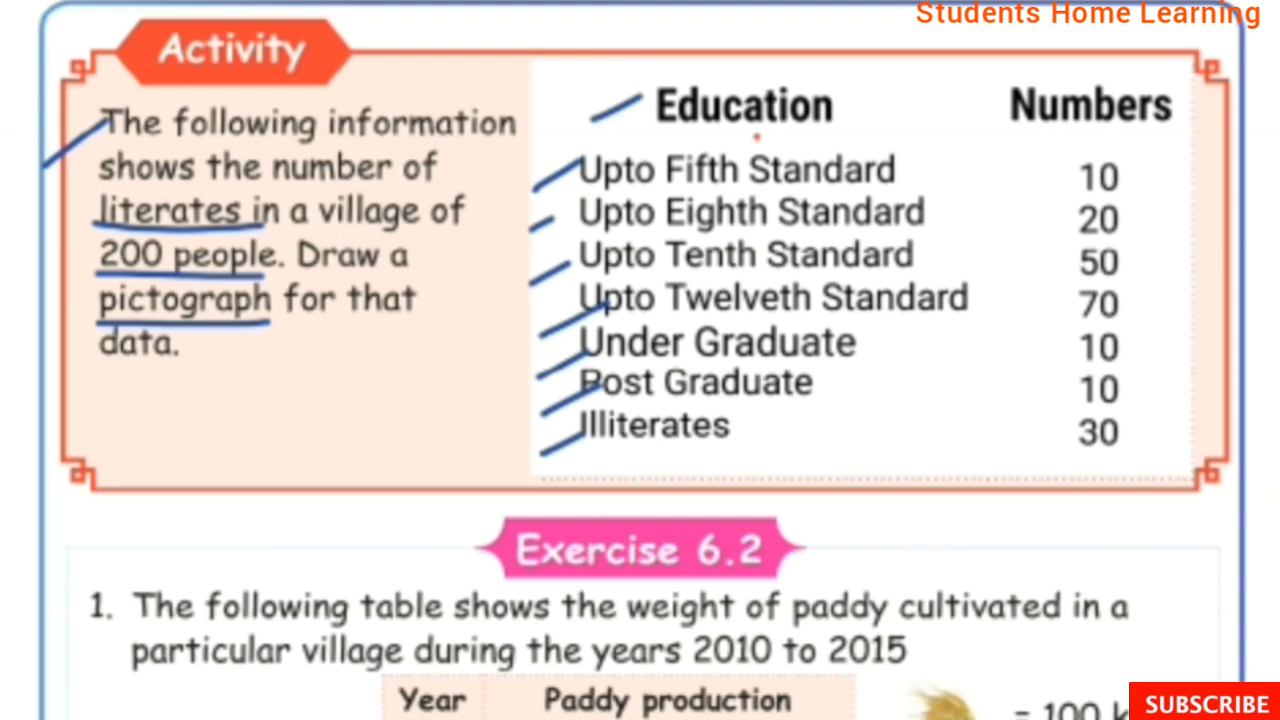 Students Home Learning
Activity
The following information
shows the number of
literates in a village of
200 people. Draw a
pictograph for that
data.
Education Numbers
Upto Fifth Standard 10
Upto Eighth Standard 20
Upto Tenth Standard 50
Upto Twelveth Standard 70
Under Graduate 10
Post Graduate 10
Illiterates 30
Exercise 6.2
1. The following table shows the weight of paddy cultivated in a
particular village during the years 2010 to 2015
Year Paddy production
= 100 k
SUBSCRIBE